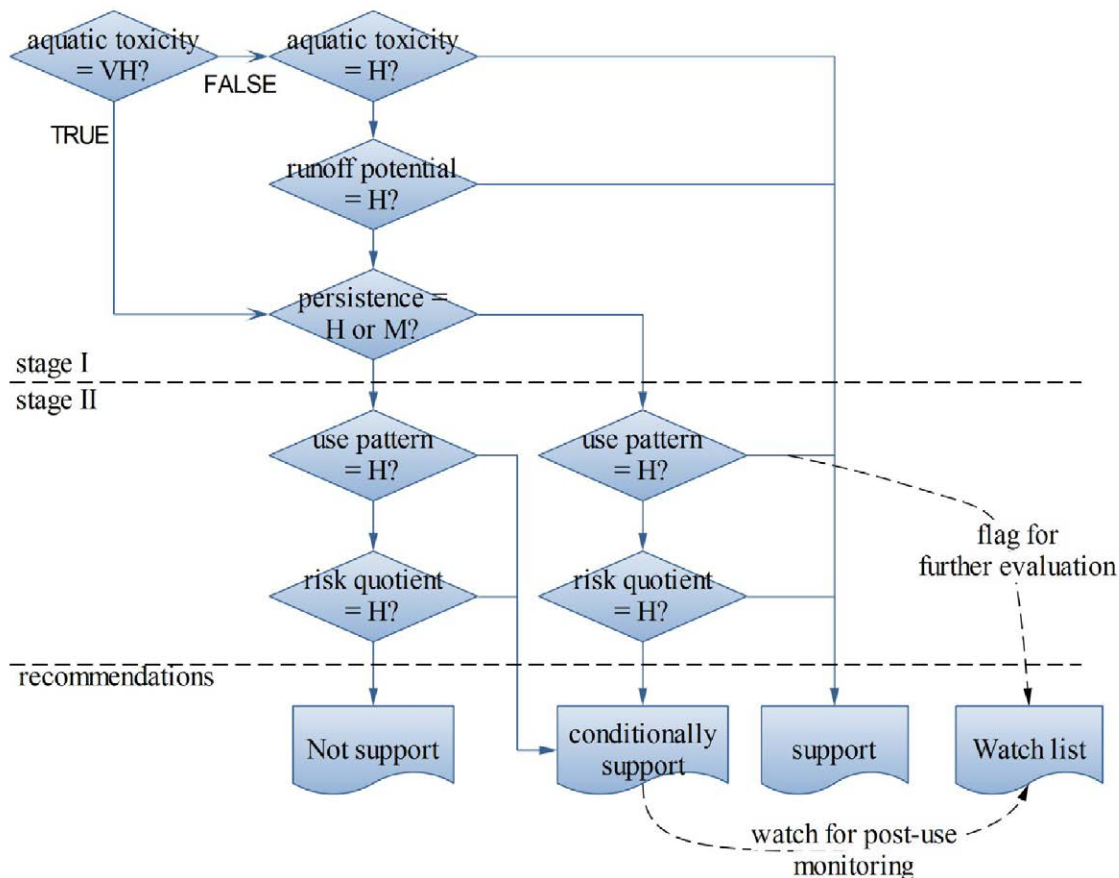 aquatic toxicity
= VH?
aquatic toxicity
= H?
FALSE
TRUE
runoff potential
= H?
persistence =
H or M?
stage I
stage II
use pattern
= H?
use pattern
= H?
flag for
further evaluation
risk quotient
= H?
risk quotient
= H?
recommendations
Not support
conditionally
support
support
Watch list
watch for post-use
monitoring